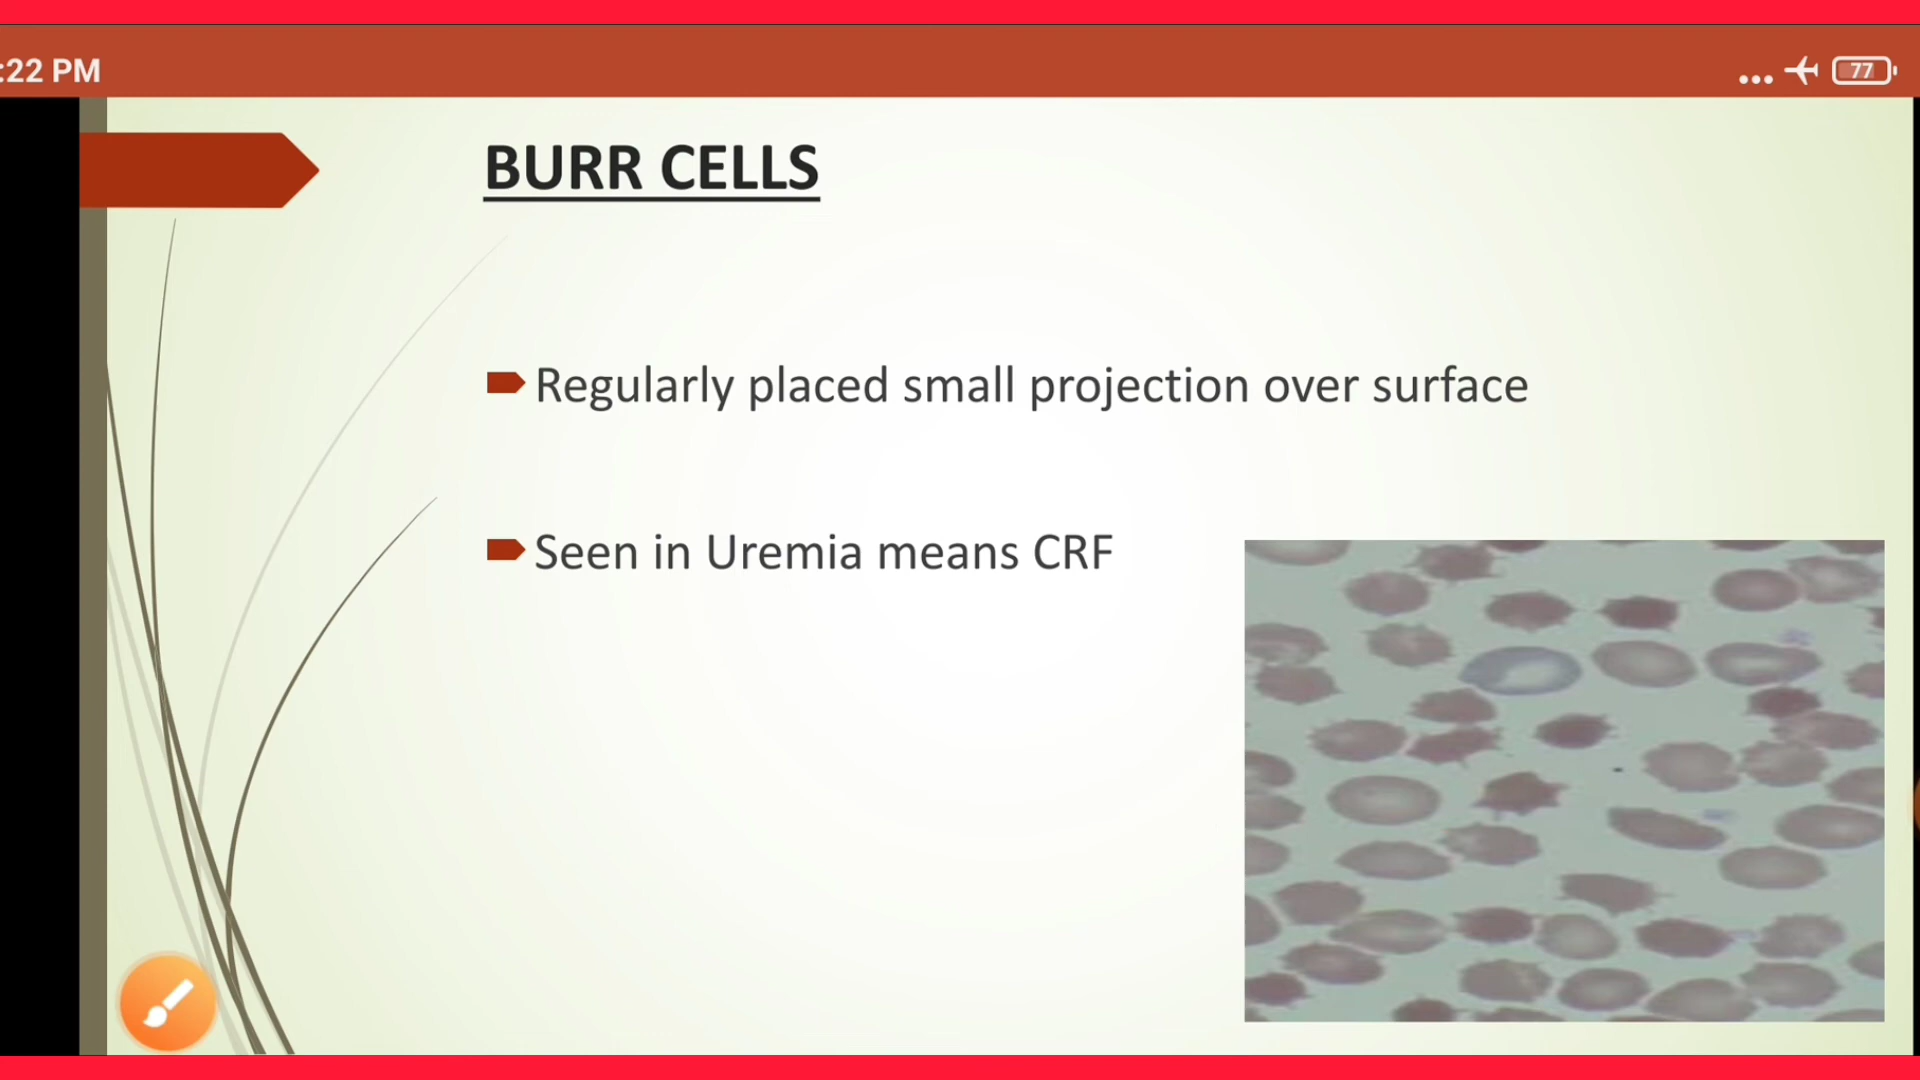 :22 PM
77
BURR CELLS
Regularly placed small projection over surface
Seen in Uremia means CRF